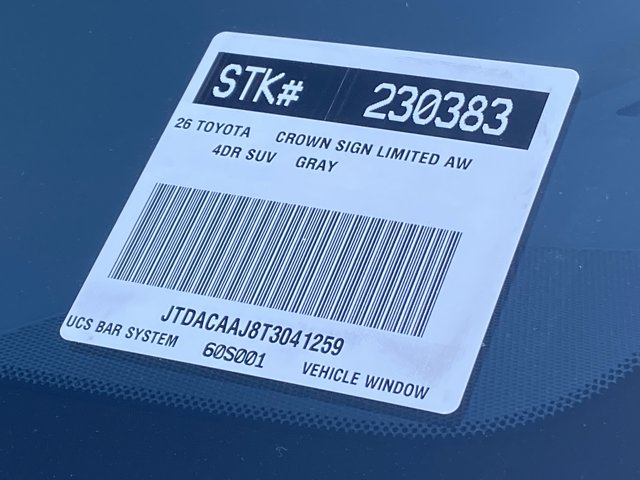 STK# 230383
26 TOYOTA CROWN SIGN LIMITED AW
4DR SUV GRAY
JTDACAAJ8T3041259
UCS BAR SYSTEM 60S001 VEHICLE WINDOW